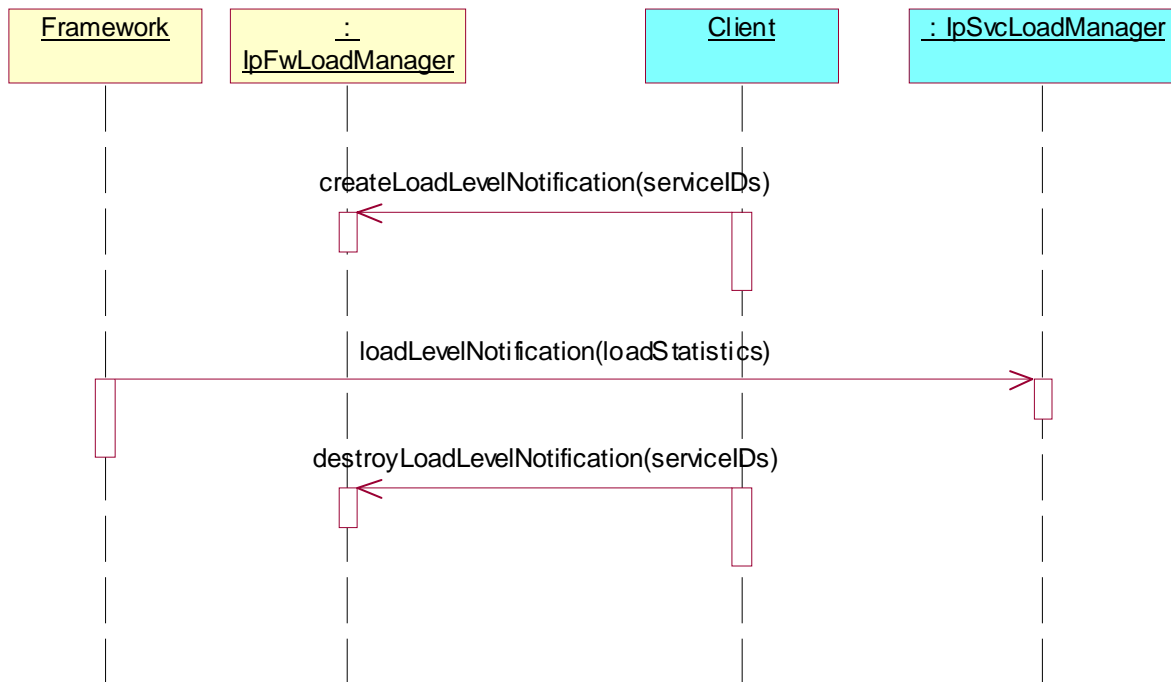 Framework
:
IpFwLoadManager
Client
: IpSvcLoadManager
createLoadLevelNotification(serviceIDs)
loadLevelNotification(loadStatistics)
destroyLoadLevelNotification(serviceIDs)